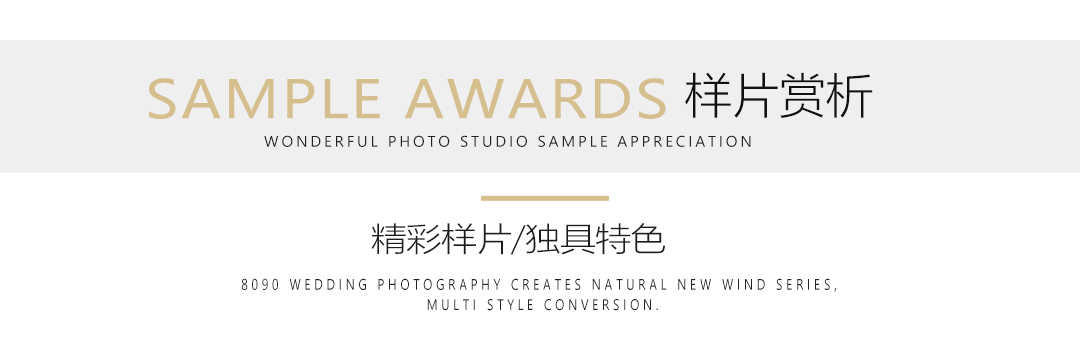 SAMPLE AWARDS 样片赏析
WONDERFUL PHOTO STUDIO SAMPLE APPRECIATION
精彩样片/独具特色
8090 WEDDING PHOTOGRAPHY CREATES NATURAL NEW WIND SERIES,
MULTI STYLE CONVERSION.